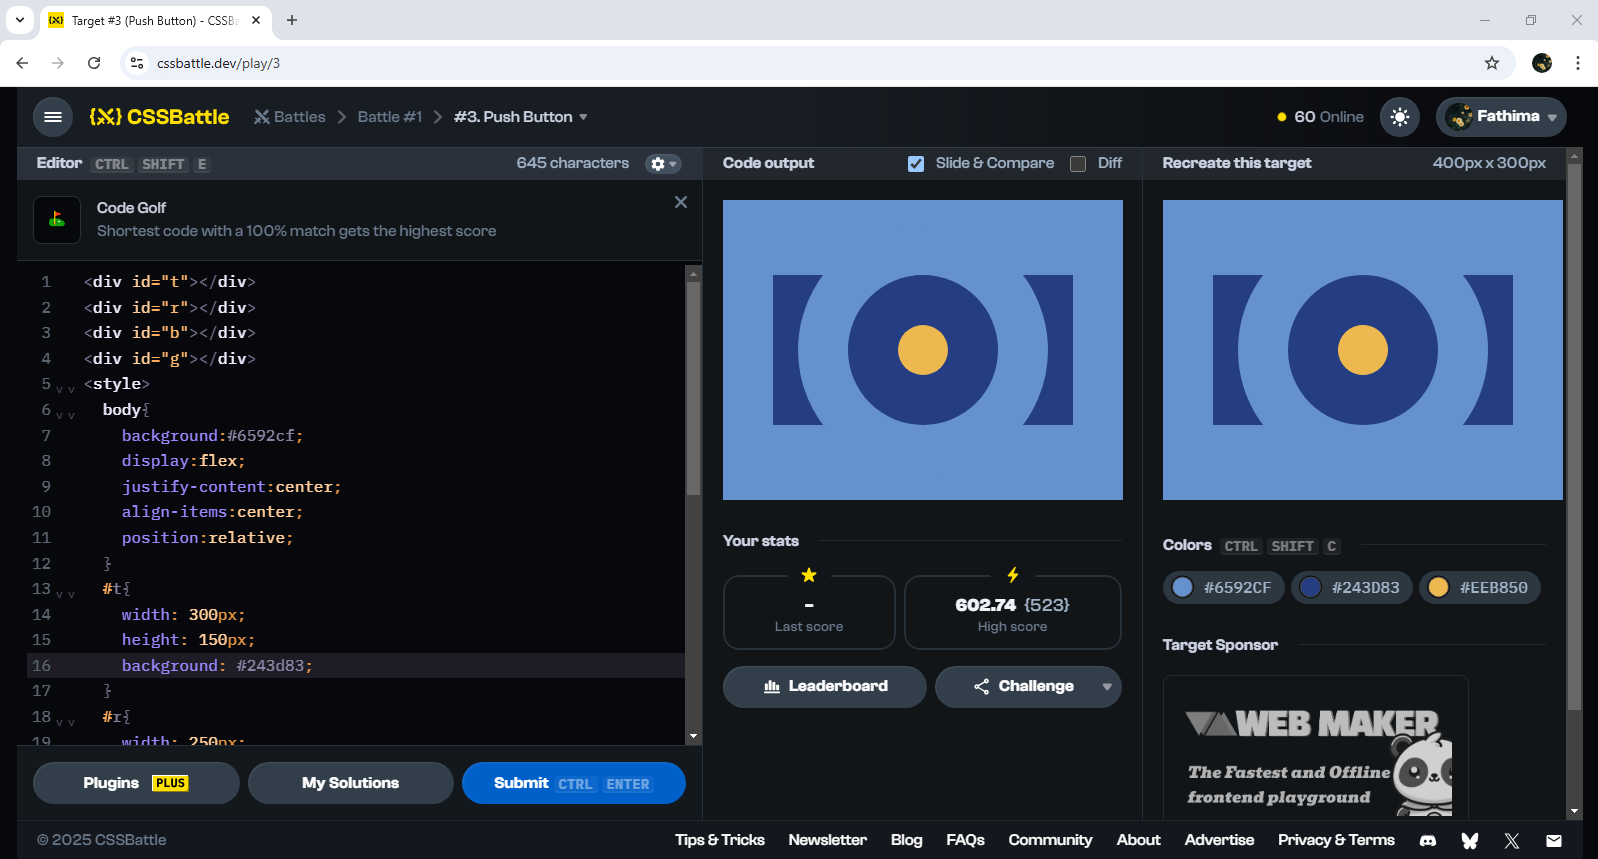 Target #3 (Push Button) - CSSBa
cssbattle.dev/play/3
CSSBattle
Battles
Battle #1
#3. Push Button
60 Online
Fathima
Editor CTRL SHIFT E
645 characters
Code output
Slide & Compare
Diff
Recreate this target
400px x 300px
Code Golf
Shortest code with a 100% match gets the highest score
1 <div id="t"></div>
2 <div id="r"></div>
3 <div id="b"></div>
4 <div id="g"></div>
5 <style>
6 body{
7 background:#6592cf;
8 display:flex;
9 justify-content:center;
10 align-items:center;
11 position:relative;
12 }
13 #t{
14 width: 300px;
15 height: 150px;
16 background: #243d83;
17 }
18 #r{
19 width: 250px;
Plugins PLUS
My Solutions
Submit CTRL ENTER
Your stats
-
Last score
602.74 {523}
High score
Leaderboard
Challenge
Colors CTRL SHIFT C
#6592CF
#243D83
#EEB850
Target Sponsor
WEB MAKER
The Fastest and Offline
frontend playground
© 2025 CSSBattle
Tips & Tricks
Newsletter
Blog
FAQs
Community
About
Advertise
Privacy & Terms